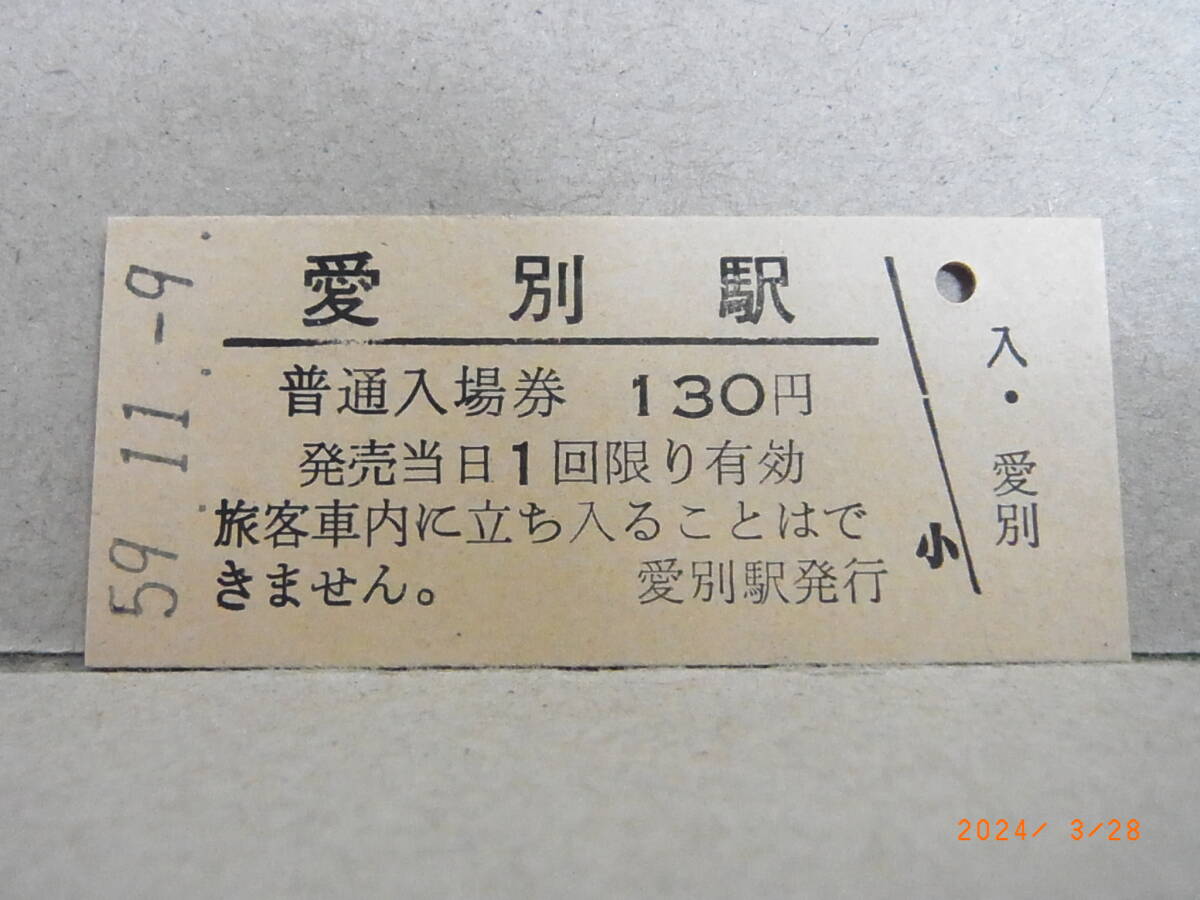 59.11.-9.
愛別駅
普通入場券 130円
発売当日1回限り有効
旅客車内に立ち入ることはで
きません。 愛別駅発行
小
入・愛別
2024/ 3/28